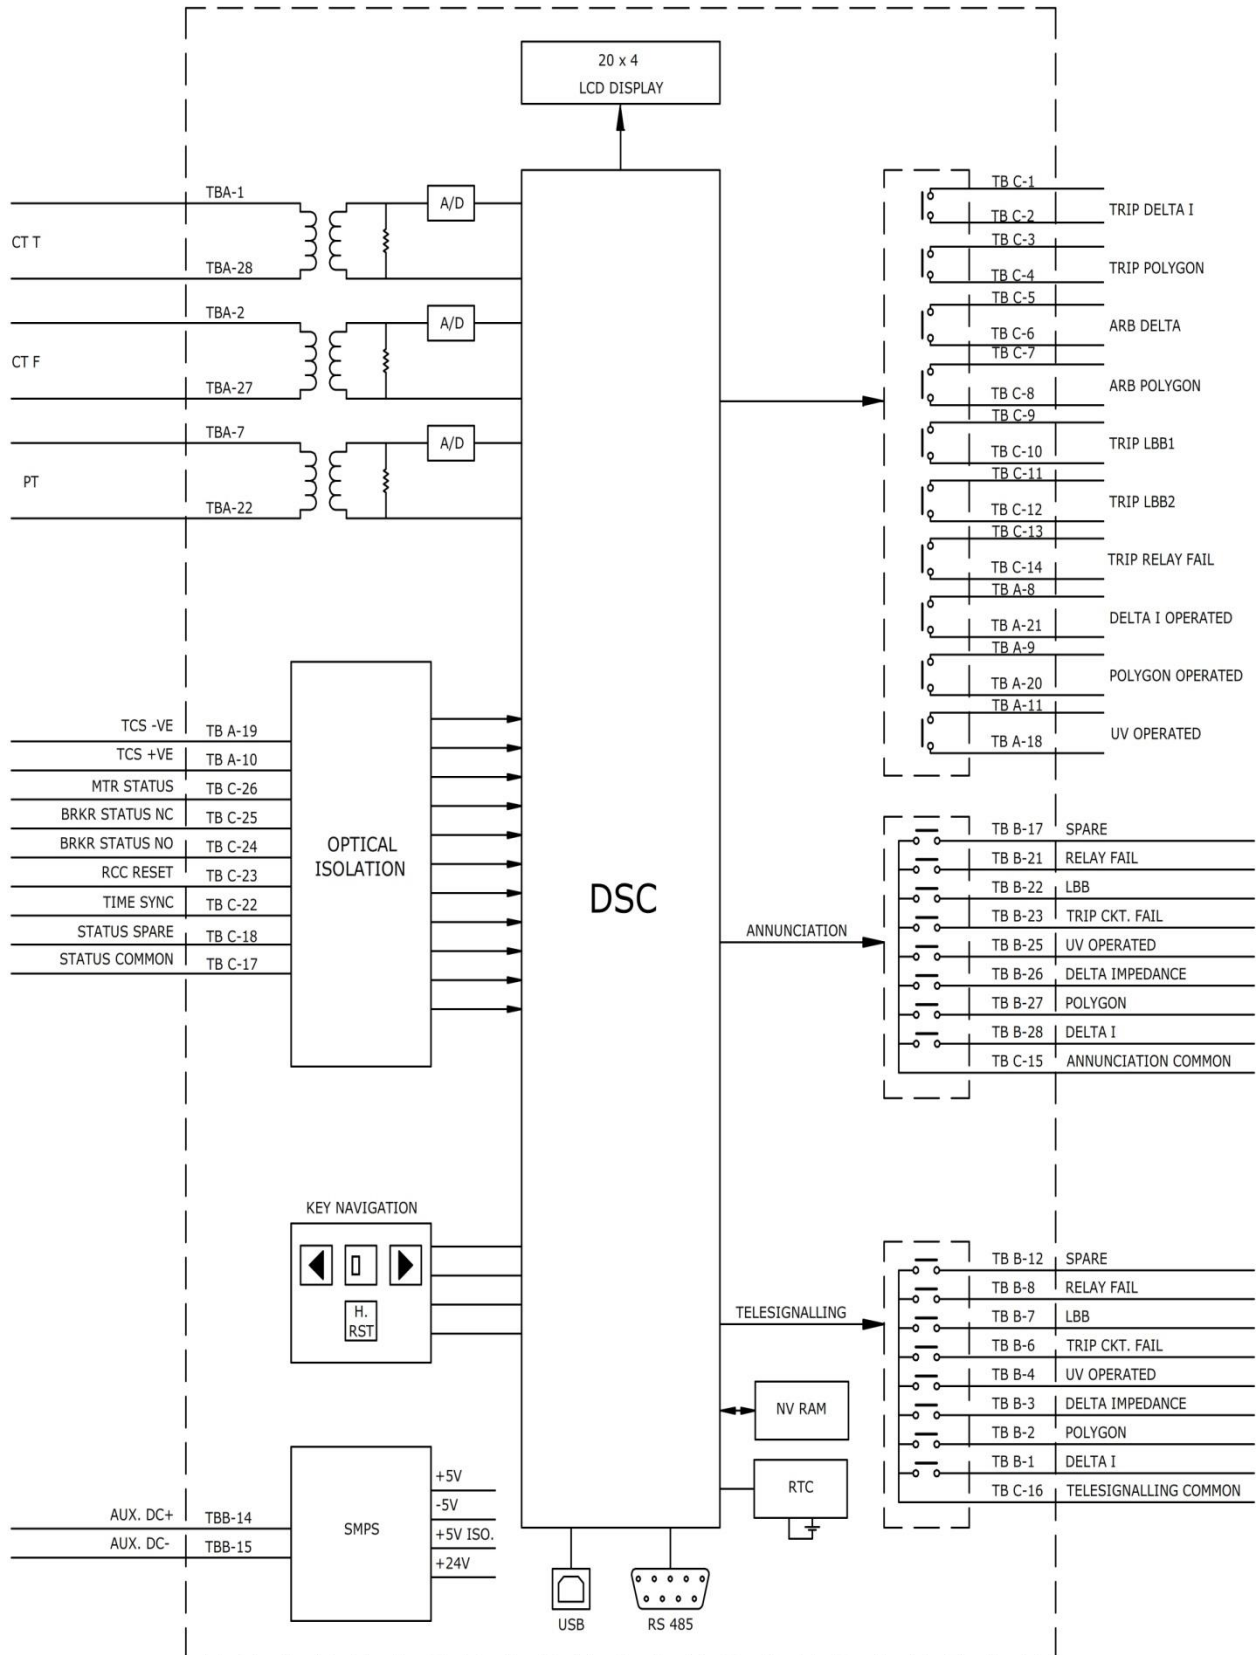 20 x 4
LCD DISPLAY
TBA-1
A/D
CT T
TBA-28
TBA-2
A/D
CT F
TBA-27
TBA-7
A/D
PT
TBA-22
TCS -VE TB A-19
TCS +VE TB A-10
MTR STATUS TB C-26
BRKR STATUS NC TB C-25
BRKR STATUS NO TB C-24
RCC RESET TB C-23
TIME SYNC TB C-22
STATUS SPARE TB C-18
STATUS COMMON TB C-17
OPTICAL
ISOLATION
KEY NAVIGATION
H.
RST
AUX. DC+ TBB-14
AUX. DC- TBB-15
SMPS
+5V
-5V
+5V ISO.
+24V
DSC
USB
RS 485
NV RAM
RTC
TB C-1
TB C-2
TRIP DELTA I
TB C-3
TB C-4
TRIP POLYGON
TB C-5
TB C-6
ARB DELTA
TB C-7
TB C-8
ARB POLYGON
TB C-9
TB C-10
TRIP LBB1
TB C-11
TB C-12
TRIP LBB2
TB C-13
TB C-14
TRIP RELAY FAIL
TB A-8
TB A-21
DELTA I OPERATED
TB A-9
TB A-20
POLYGON OPERATED
TB A-11
TB A-18
UV OPERATED
ANNUNCIATION
TB B-17 SPARE
TB B-21 RELAY FAIL
TB B-22 LBB
TB B-23 TRIP CKT. FAIL
TB B-25 UV OPERATED
TB B-26 DELTA IMPEDANCE
TB B-27 POLYGON
TB B-28 DELTA I
TB C-15 ANNUNCIATION COMMON
TELESIGNALLING
TB B-12 SPARE
TB B-8 RELAY FAIL
TB B-7 LBB
TB B-6 TRIP CKT. FAIL
TB B-4 UV OPERATED
TB B-3 DELTA IMPEDANCE
TB B-2 POLYGON
TB B-1 DELTA I
TB C-16 TELESIGNALLING COMMON